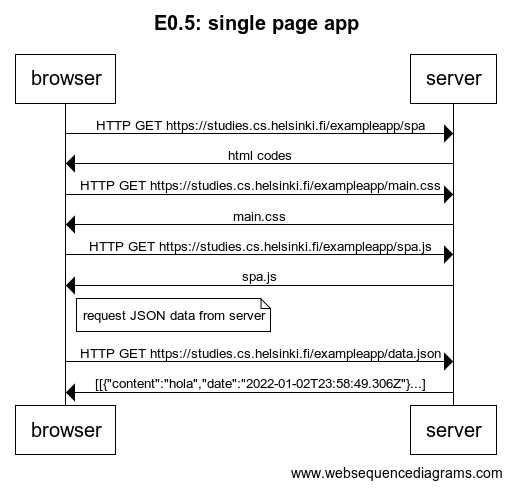 E0.5: single page app
browser
server
HTTP GET https://studies.cs.helsinki.fi/exampleapp/spa
html codes
HTTP GET https://studies.cs.helsinki.fi/exampleapp/main.css
main.css
HTTP GET https://studies.cs.helsinki.fi/exampleapp/spa.js
spa.js
request JSON data from server
HTTP GET https://studies.cs.helsinki.fi/exampleapp/data.json
[[{"content":"hola","date":"2022-01-02T23:58:49.306Z"}...]
browser
server
www.websequencediagrams.com